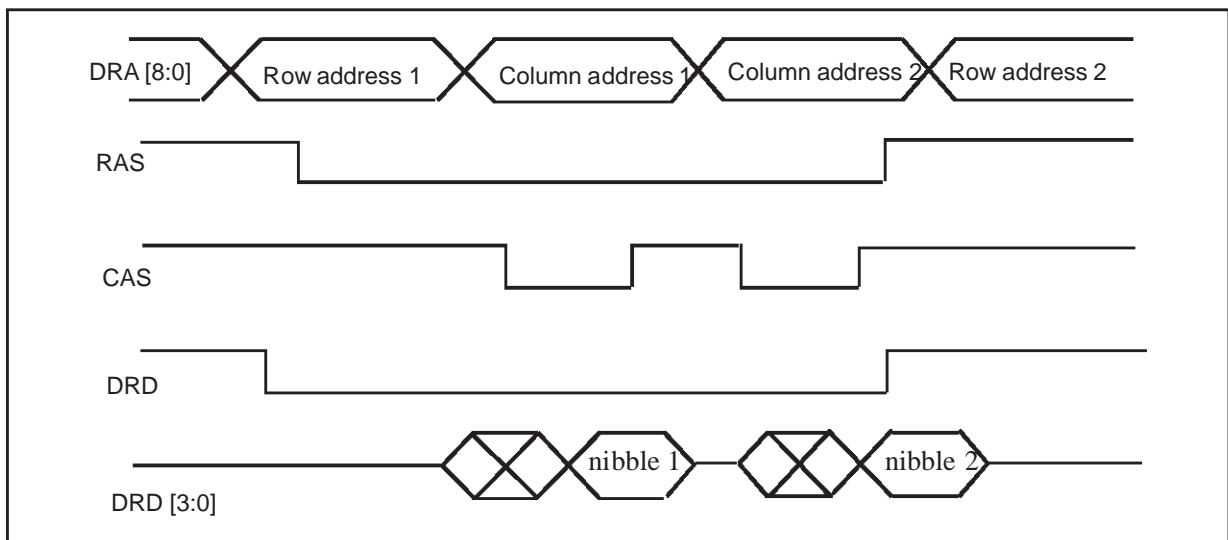 DRA [8:0] Row address 1 Column address 1 Column address 2 Row address 2
RAS
CAS
DRD
nibble 1 nibble 2
DRD [3:0]